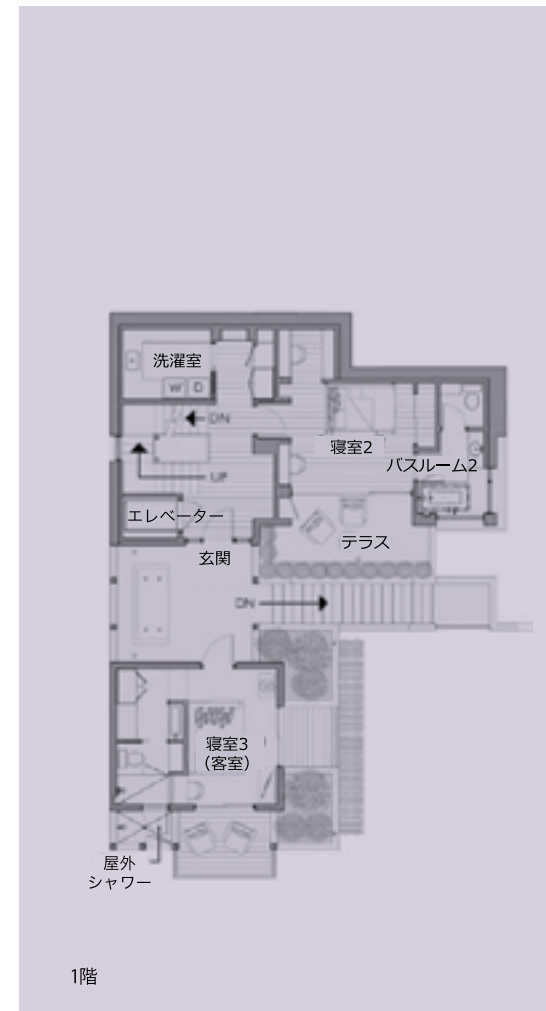 洗濯室
W D
DN
寝室2
バスルーム2
UP
エレベーター
テラス
玄関
DN
寝室3
（客室）
屋外
シャワー
1階